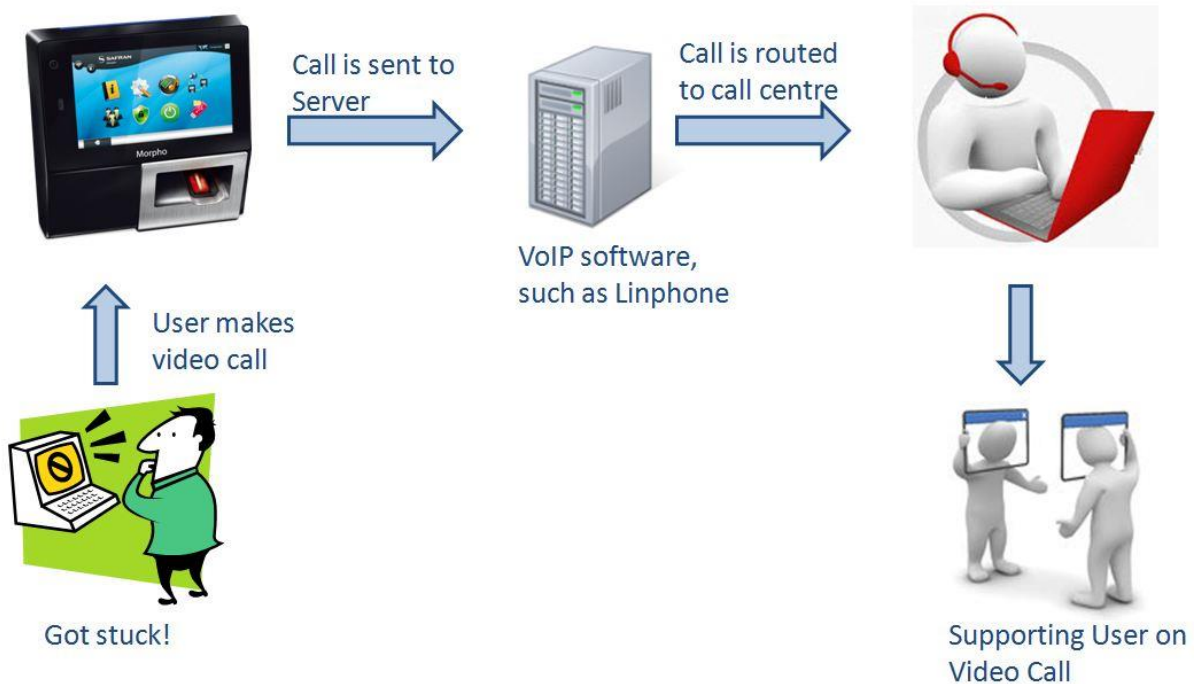 SAFRAN
Morpho
Call is sent to
Server
Call is routed
to call centre
VoIP software,
such as Linphone
User makes
video call
Got stuck!
Supporting User on
Video Call